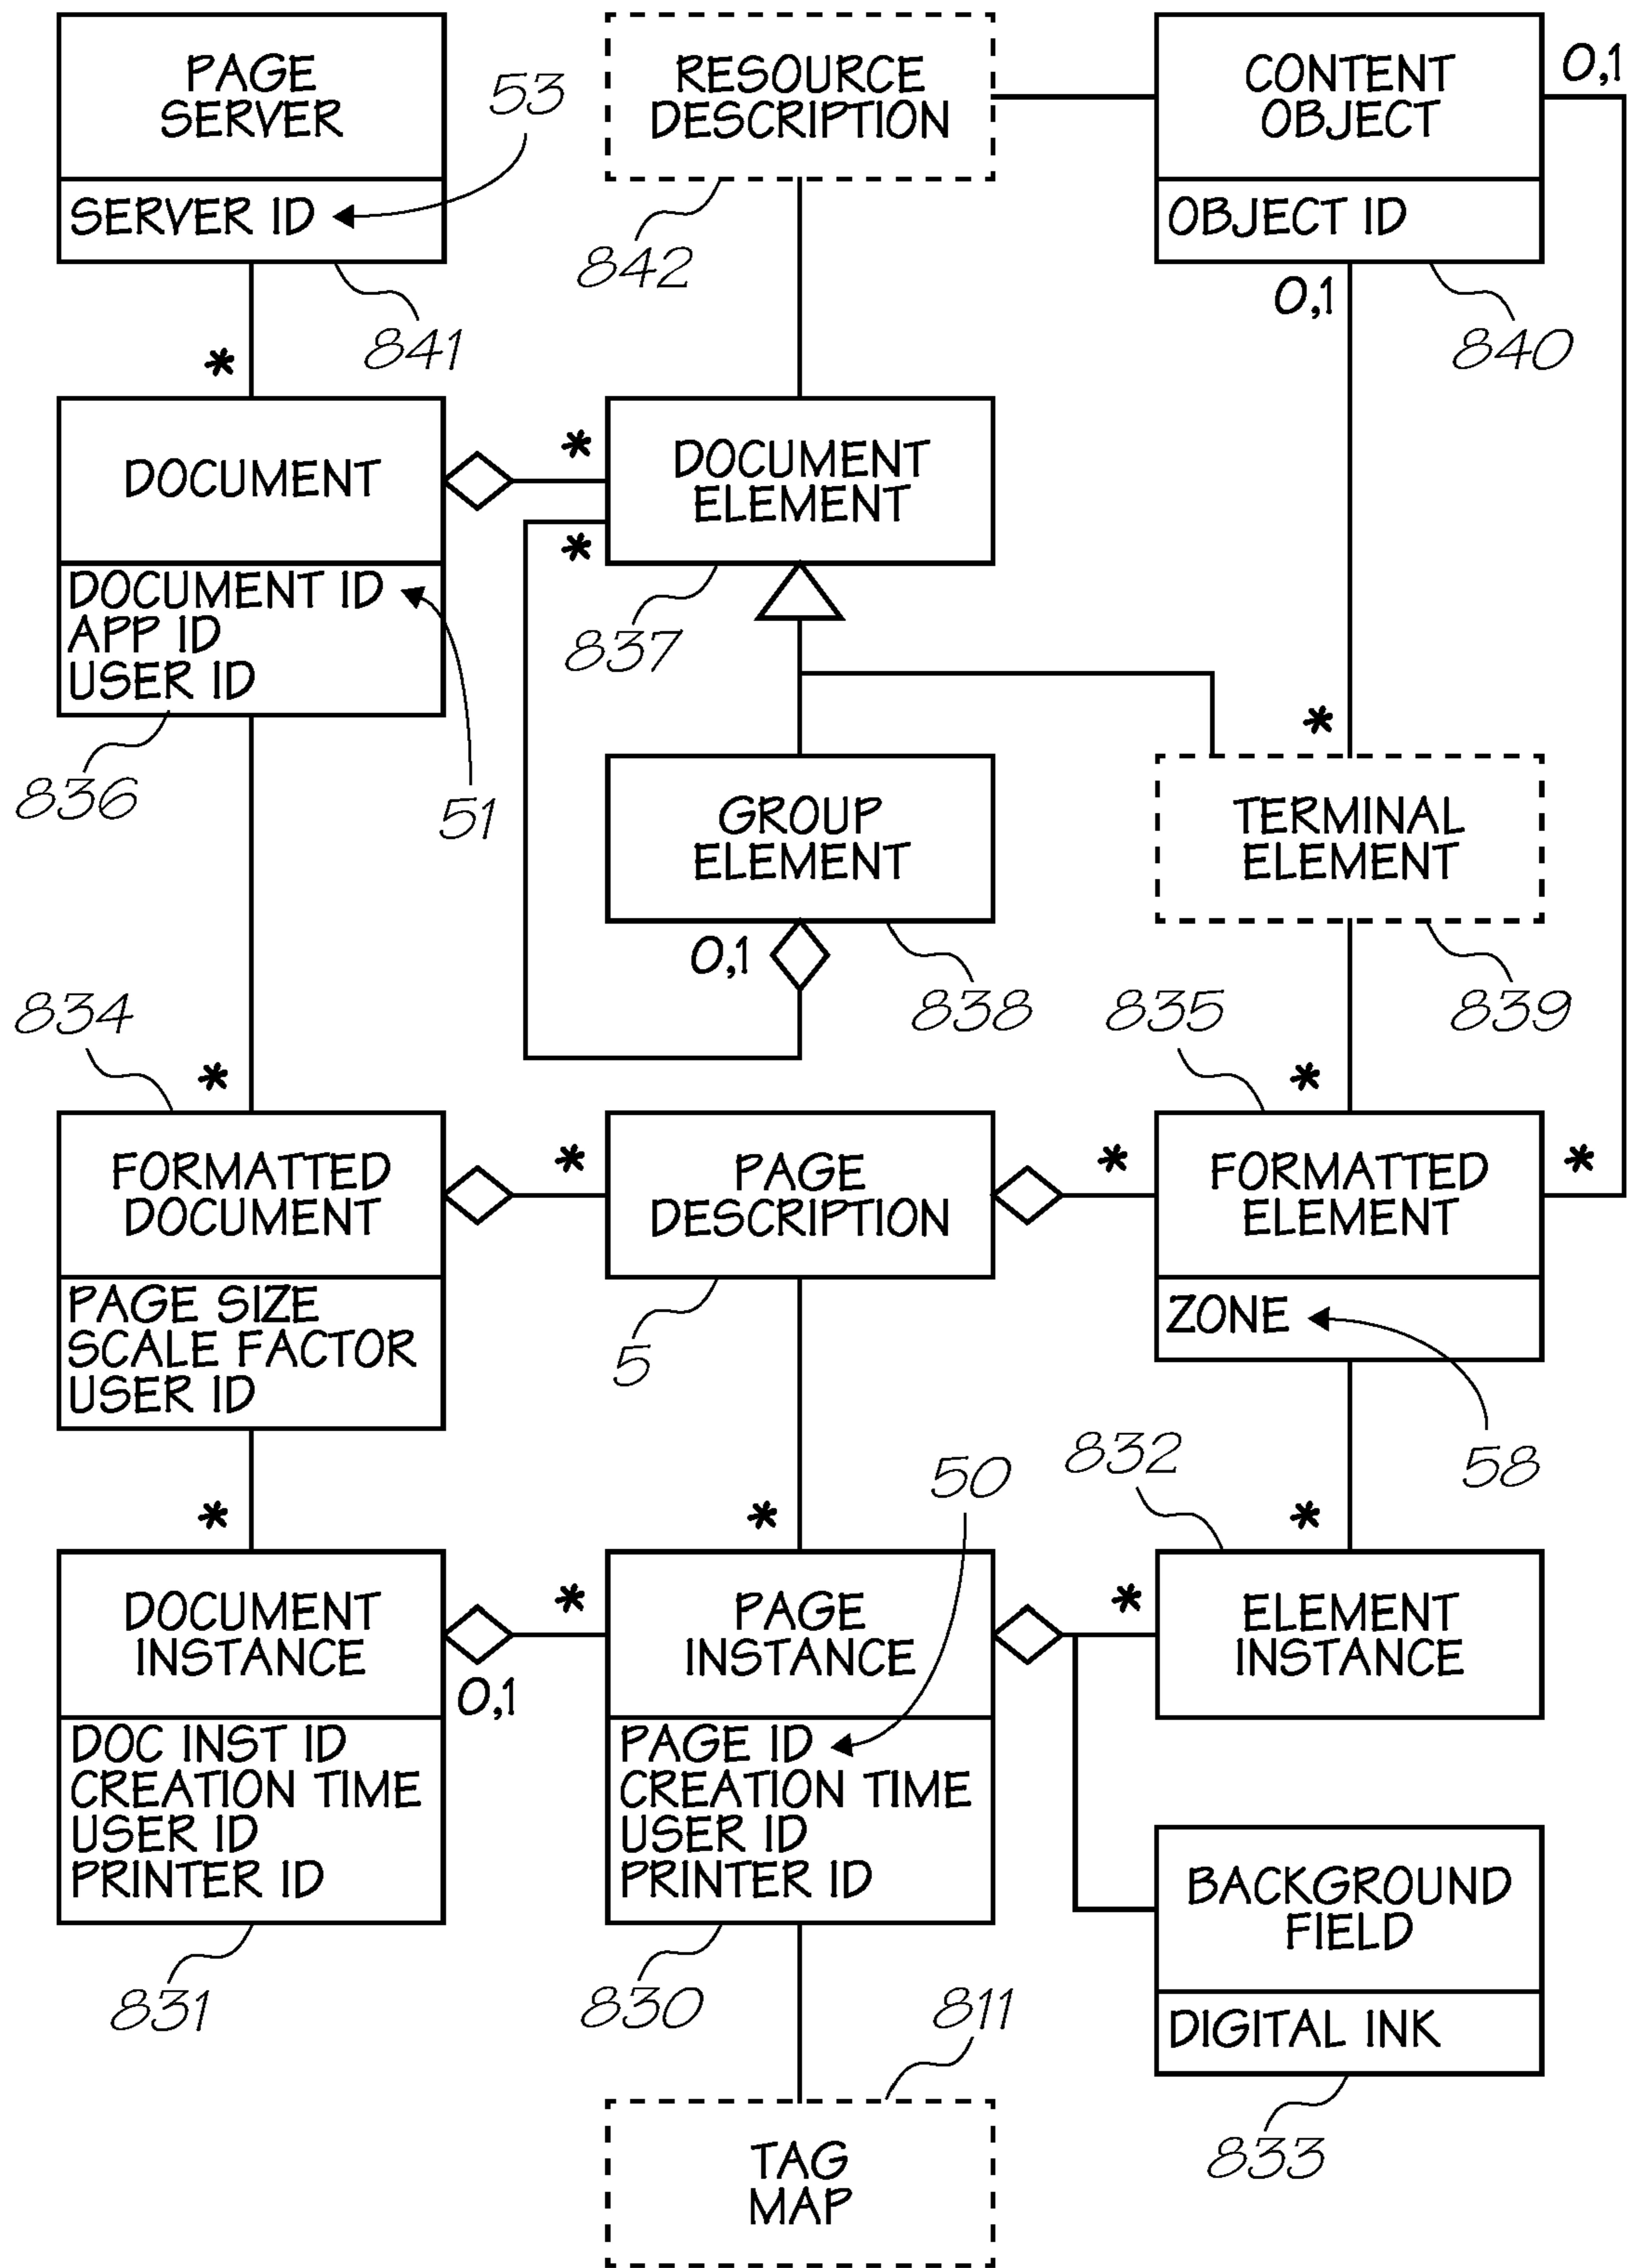 PAGE
SERVER
SERVER ID
53
841
RESOURCE
DESCRIPTION
842
CONTENT
OBJECT
OBJECT ID
0,1
0,1
840
*
DOCUMENT
DOCUMENT ID
APP ID
USER ID
836
51
*
*
DOCUMENT
ELEMENT
837
GROUP
ELEMENT
0,1
838
*
TERMINAL
ELEMENT
839
834
*
FORMATTED
DOCUMENT
PAGE SIZE
SCALE FACTOR
USER ID
*
PAGE
DESCRIPTION
5
835
*
*
FORMATTED
ELEMENT
*
ZONE
58
*
DOCUMENT
INSTANCE
0,1
DOC INST ID
CREATION TIME
USER ID
PRINTER ID
831
*
*
50
PAGE
INSTANCE
PAGE ID
CREATION TIME
USER ID
PRINTER ID
830
832
*
*
ELEMENT
INSTANCE
BACKGROUND
FIELD
DIGITAL INK
833
811
TAG
MAP